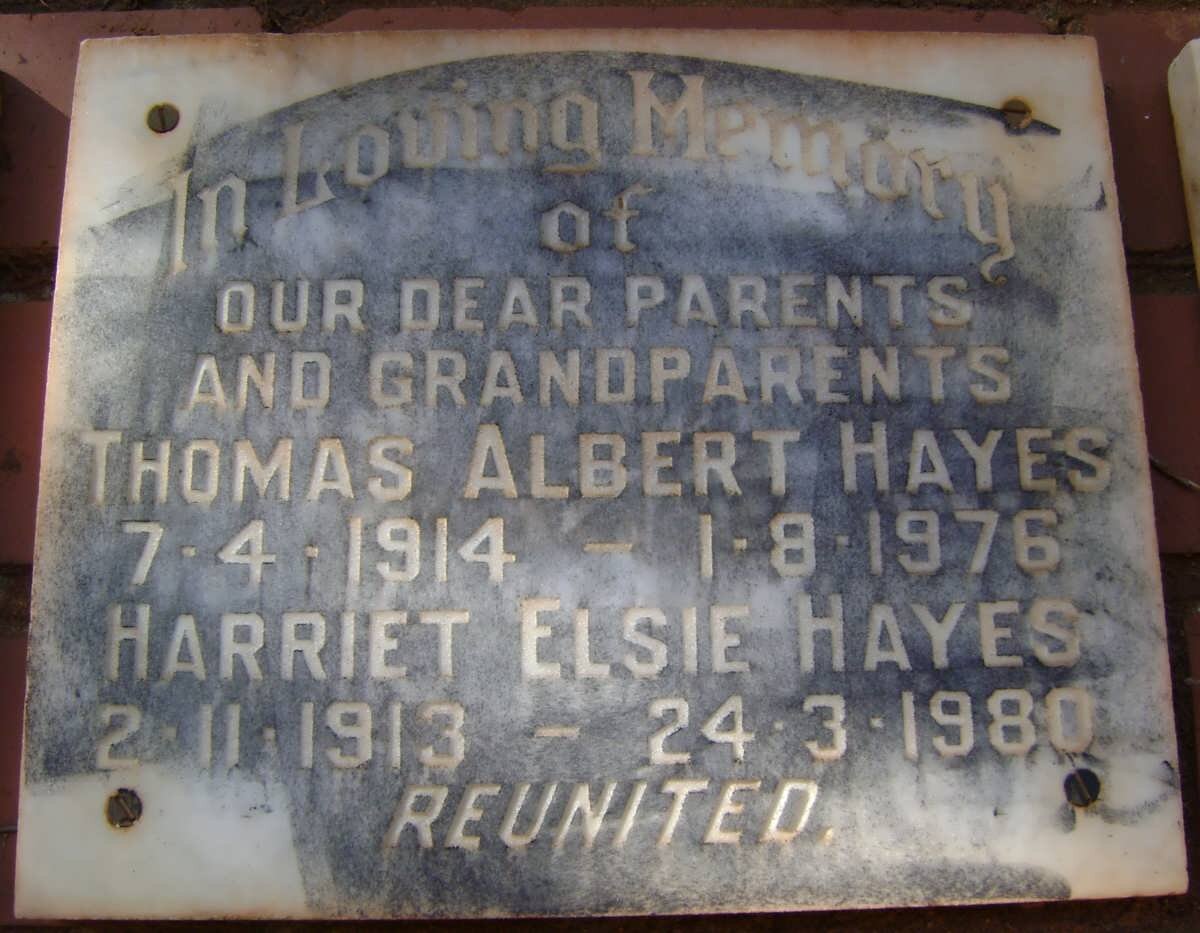 In Loving Memory
of
OUR DEAR PARENTS
AND GRANDPARENTS
THOMAS ALBERT HAYES
7·4·1914 – 1·8·1976
HARRIET ELSIE HAYES
2·11·1913 – 24·3·1980
REUNITED.